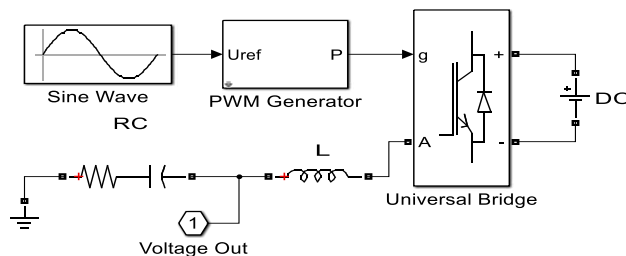 Uref
P
g
+
+
DC
Sine Wave
PWM Generator
RC
A
-
L
Universal Bridge
1
Voltage Out